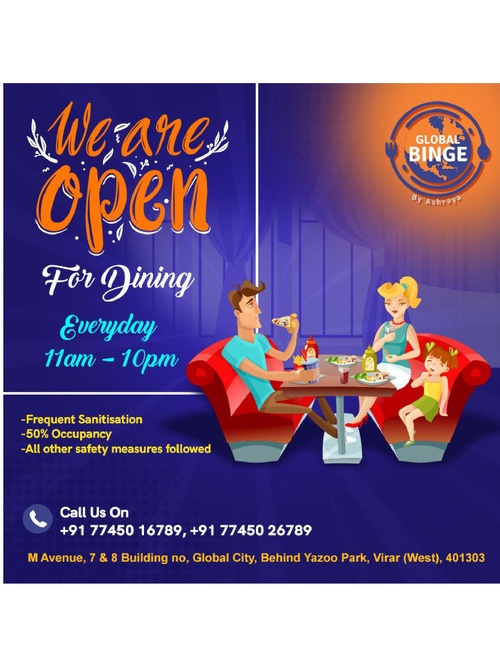 We are
open
For Dining
Everyday
11am – 10pm
GLOBAL
BINGE
By Ashraya
-Frequent Sanitisation
-50% Occupancy
-All other safety measures followed
Call Us On
+91 77450 16789, +91 77450 26789
M Avenue, 7 & 8 Building no, Global City, Behind Yazoo Park, Virar (West), 401303